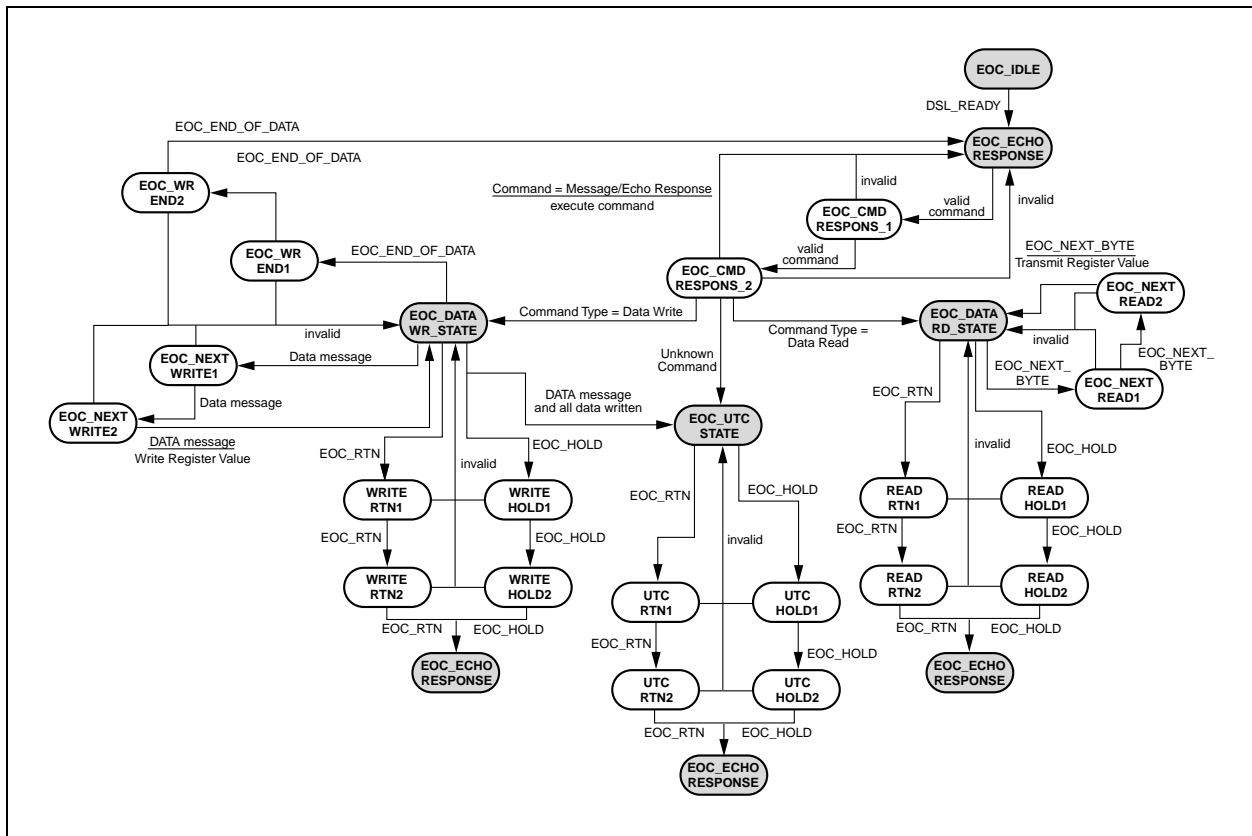 EOC_IDLE
DSL_READY
EOC_END_OF_DATA
EOC_ECHO
RESPONSE
EOC_END_OF_DATA
EOC_WR
END2
Command = Message/Echo Response
execute command
invalid
invalid
EOC_CMD
RESPONS_1
valid
command
EOC_WR
END1
EOC_END_OF_DATA
valid
command
EOC_NEXT_BYTE
Transmit Register Value
EOC_CMD
RESPONS_2
EOC_NEXT
READ2
EOC_DATA
WR_STATE
Command Type = Data Write
EOC_DATA
RD_STATE
invalid
invalid
Command Type =
Data Read
EOC_NEXT
WRITE1
Data message
Unknown
Command
EOC_NEXT_
BYTE
EOC_NEXT_
BYTE
EOC_NEXT
READ1
Data message
DATA message
and all data written
EOC_NEXT
WRITE2
EOC_RTN
EOC_UTC
STATE
DATA message
Write Register Value
EOC_RTN
invalid
EOC_HOLD
invalid
EOC_HOLD
WRITE
RTN1
WRITE
HOLD1
EOC_RTN
EOC_HOLD
READ
RTN1
READ
HOLD1
EOC_RTN
EOC_HOLD
invalid
EOC_RTN
EOC_HOLD
WRITE
RTN2
WRITE
HOLD2
UTC
RTN1
UTC
HOLD1
READ
RTN2
READ
HOLD2
EOC_RTN
EOC_HOLD
EOC_RTN
EOC_HOLD
EOC_RTN
EOC_HOLD
EOC_ECHO
RESPONSE
UTC
RTN2
UTC
HOLD2
EOC_ECHO
RESPONSE
EOC_RTN
EOC_HOLD
EOC_ECHO
RESPONSE